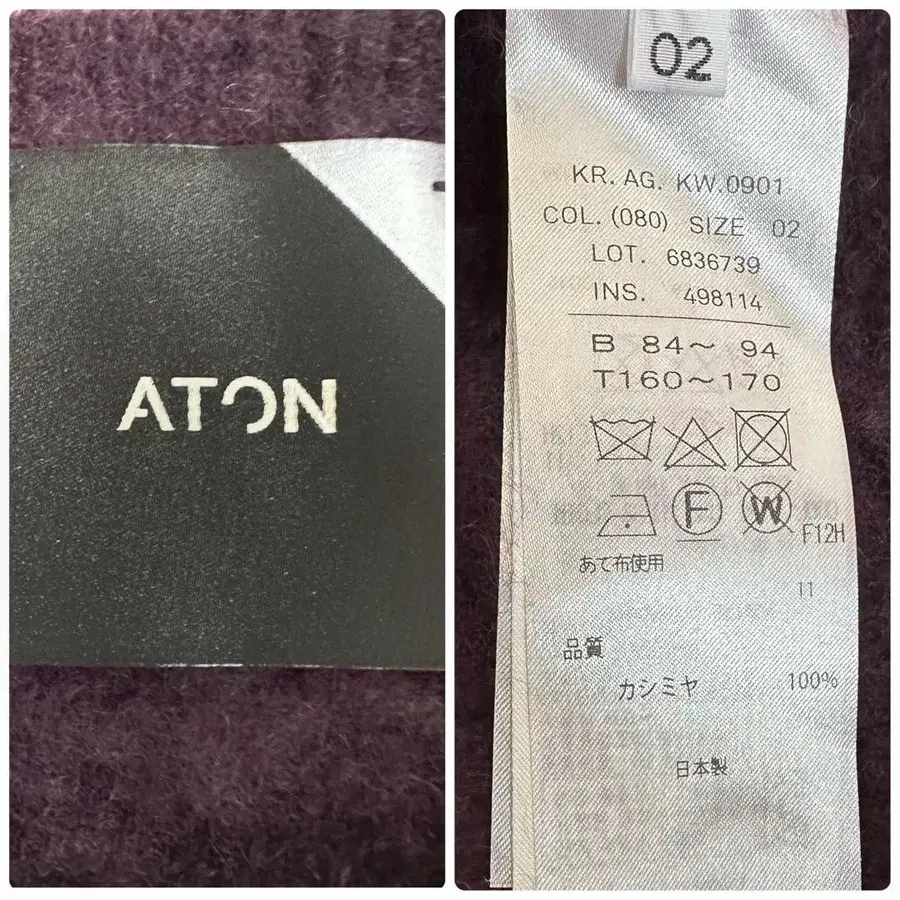 ATON
02
KR. AG. KW.0901
COL. (080) SIZE 02
LOT. 6836739
INS. 498114
B 84～ 94
T160～170
F W F12H
あて布使用
11
品質
カシミヤ 100%
日本製